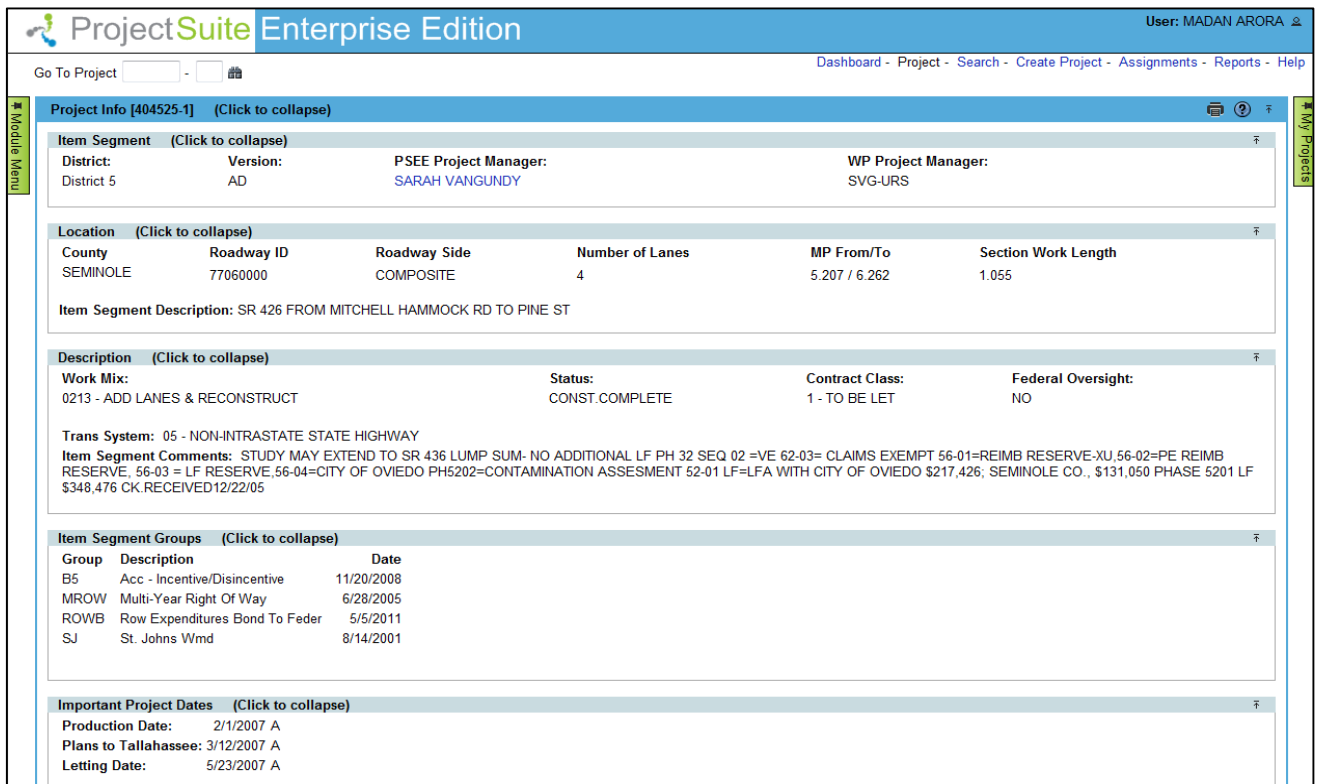 ProjectSuite Enterprise Edition
User: MADAN ARORA
Go To Project -
Dashboard - Project - Search - Create Project - Assignments - Reports - Help
Module Menu
My Projects
Project Info [404525-1] (Click to collapse)
Item Segment (Click to collapse)
District: Version: PSEE Project Manager: WP Project Manager:
District 5 AD SARAH VANGUNDY SVG-URS
Location (Click to collapse)
County Roadway ID Roadway Side Number of Lanes MP From/To Section Work Length
SEMINOLE 77060000 COMPOSITE 4 5.207 / 6.262 1.055
Item Segment Description: SR 426 FROM MITCHELL HAMMOCK RD TO PINE ST
Description (Click to collapse)
Work Mix: Status: Contract Class: Federal Oversight:
0213 - ADD LANES & RECONSTRUCT CONST.COMPLETE 1 - TO BE LET NO
Trans System: 05 - NON-INTRASTATE STATE HIGHWAY
Item Segment Comments: STUDY MAY EXTEND TO SR 436 LUMP SUM- NO ADDITIONAL LF PH 32 SEQ 02 =VE 62-03= CLAIMS EXEMPT 56-01=REIMB RESERVE-XU,56-02=PE REIMB
RESERVE, 56-03 = LF RESERVE,56-04=CITY OF OVIEDO PH5202=CONTAMINATION ASSESMENT 52-01 LF=LFA WITH CITY OF OVIEDO $217,426; SEMINOLE CO., $131,050 PHASE 5201 LF
$348,476 CK.RECEIVED12/22/05
Item Segment Groups (Click to collapse)
Group Description Date
B5 Acc - Incentive/Disincentive 11/20/2008
MROW Multi-Year Right Of Way 6/28/2005
ROWB Row Expenditures Bond To Feder 5/5/2011
SJ St. Johns Wmd 8/14/2001
Important Project Dates (Click to collapse)
Production Date: 2/1/2007 A
Plans to Tallahassee: 3/12/2007 A
Letting Date: 5/23/2007 A